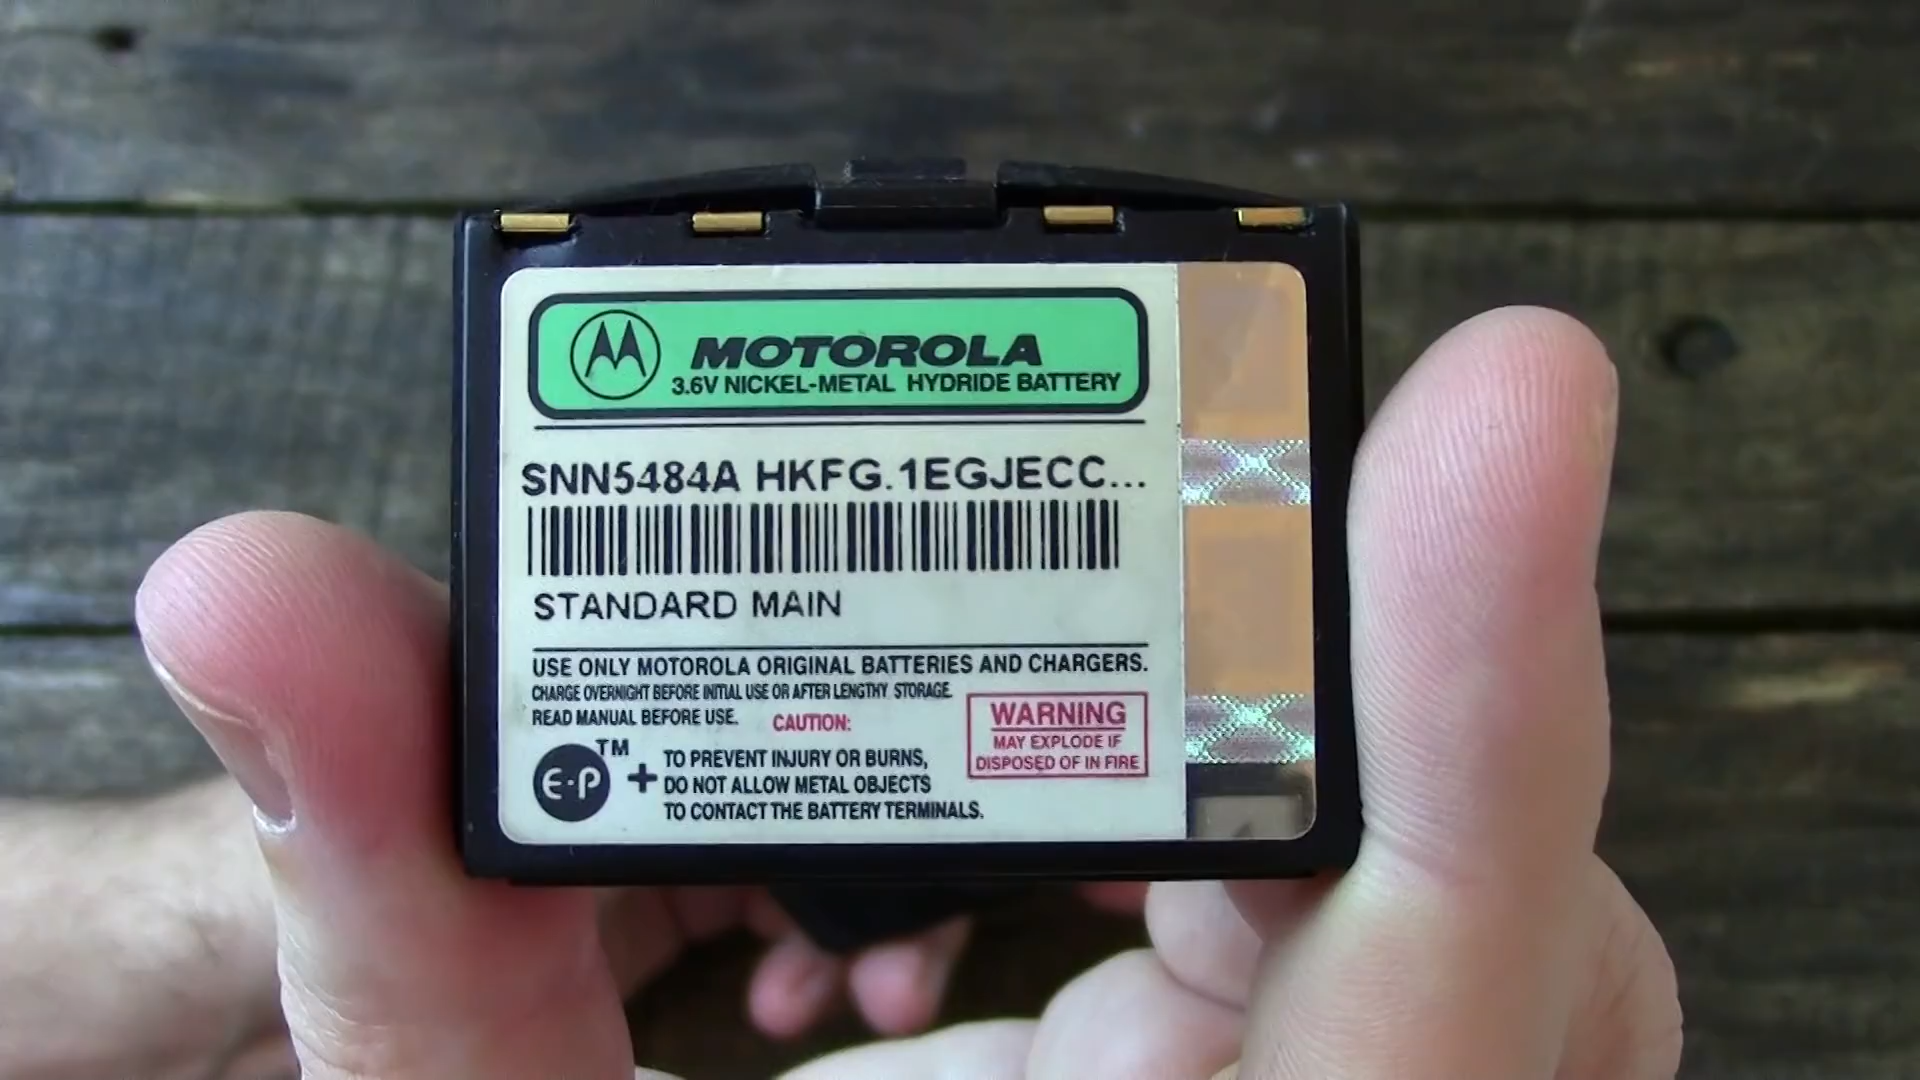 MOTOROLA
3.6V NICKEL-METAL HYDRIDE BATTERY
SNN5484A HKFG.1EGJECC...
STANDARD MAIN
USE ONLY MOTOROLA ORIGINAL BATTERIES AND CHARGERS.
CHARGE OVERNIGHT BEFORE INITIAL USE OR AFTER LENGTHY STORAGE.
READ MANUAL BEFORE USE.
CAUTION:
E·P™ +
TO PREVENT INJURY OR BURNS,
DO NOT ALLOW METAL OBJECTS
TO CONTACT THE BATTERY TERMINALS.
WARNING
MAY EXPLODE IF
DISPOSED OF IN FIRE